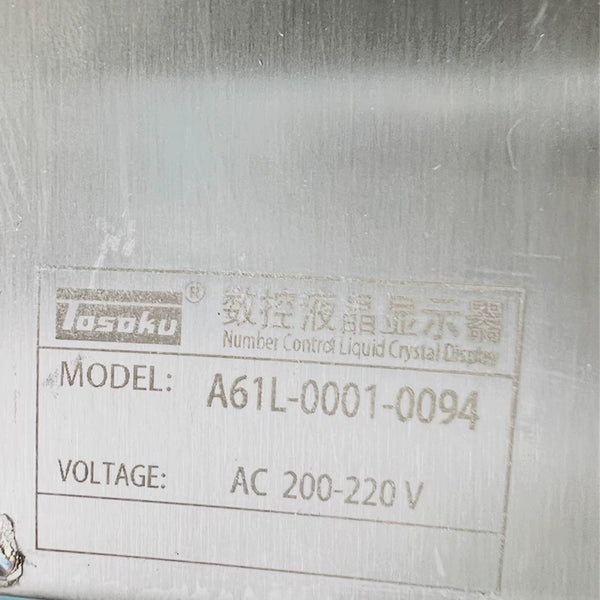 Tosoku® 数控液晶显示器
Number Control Liquid Crystal Display
MODEL: A61L-0001-0094
VOLTAGE: AC 200-220 V